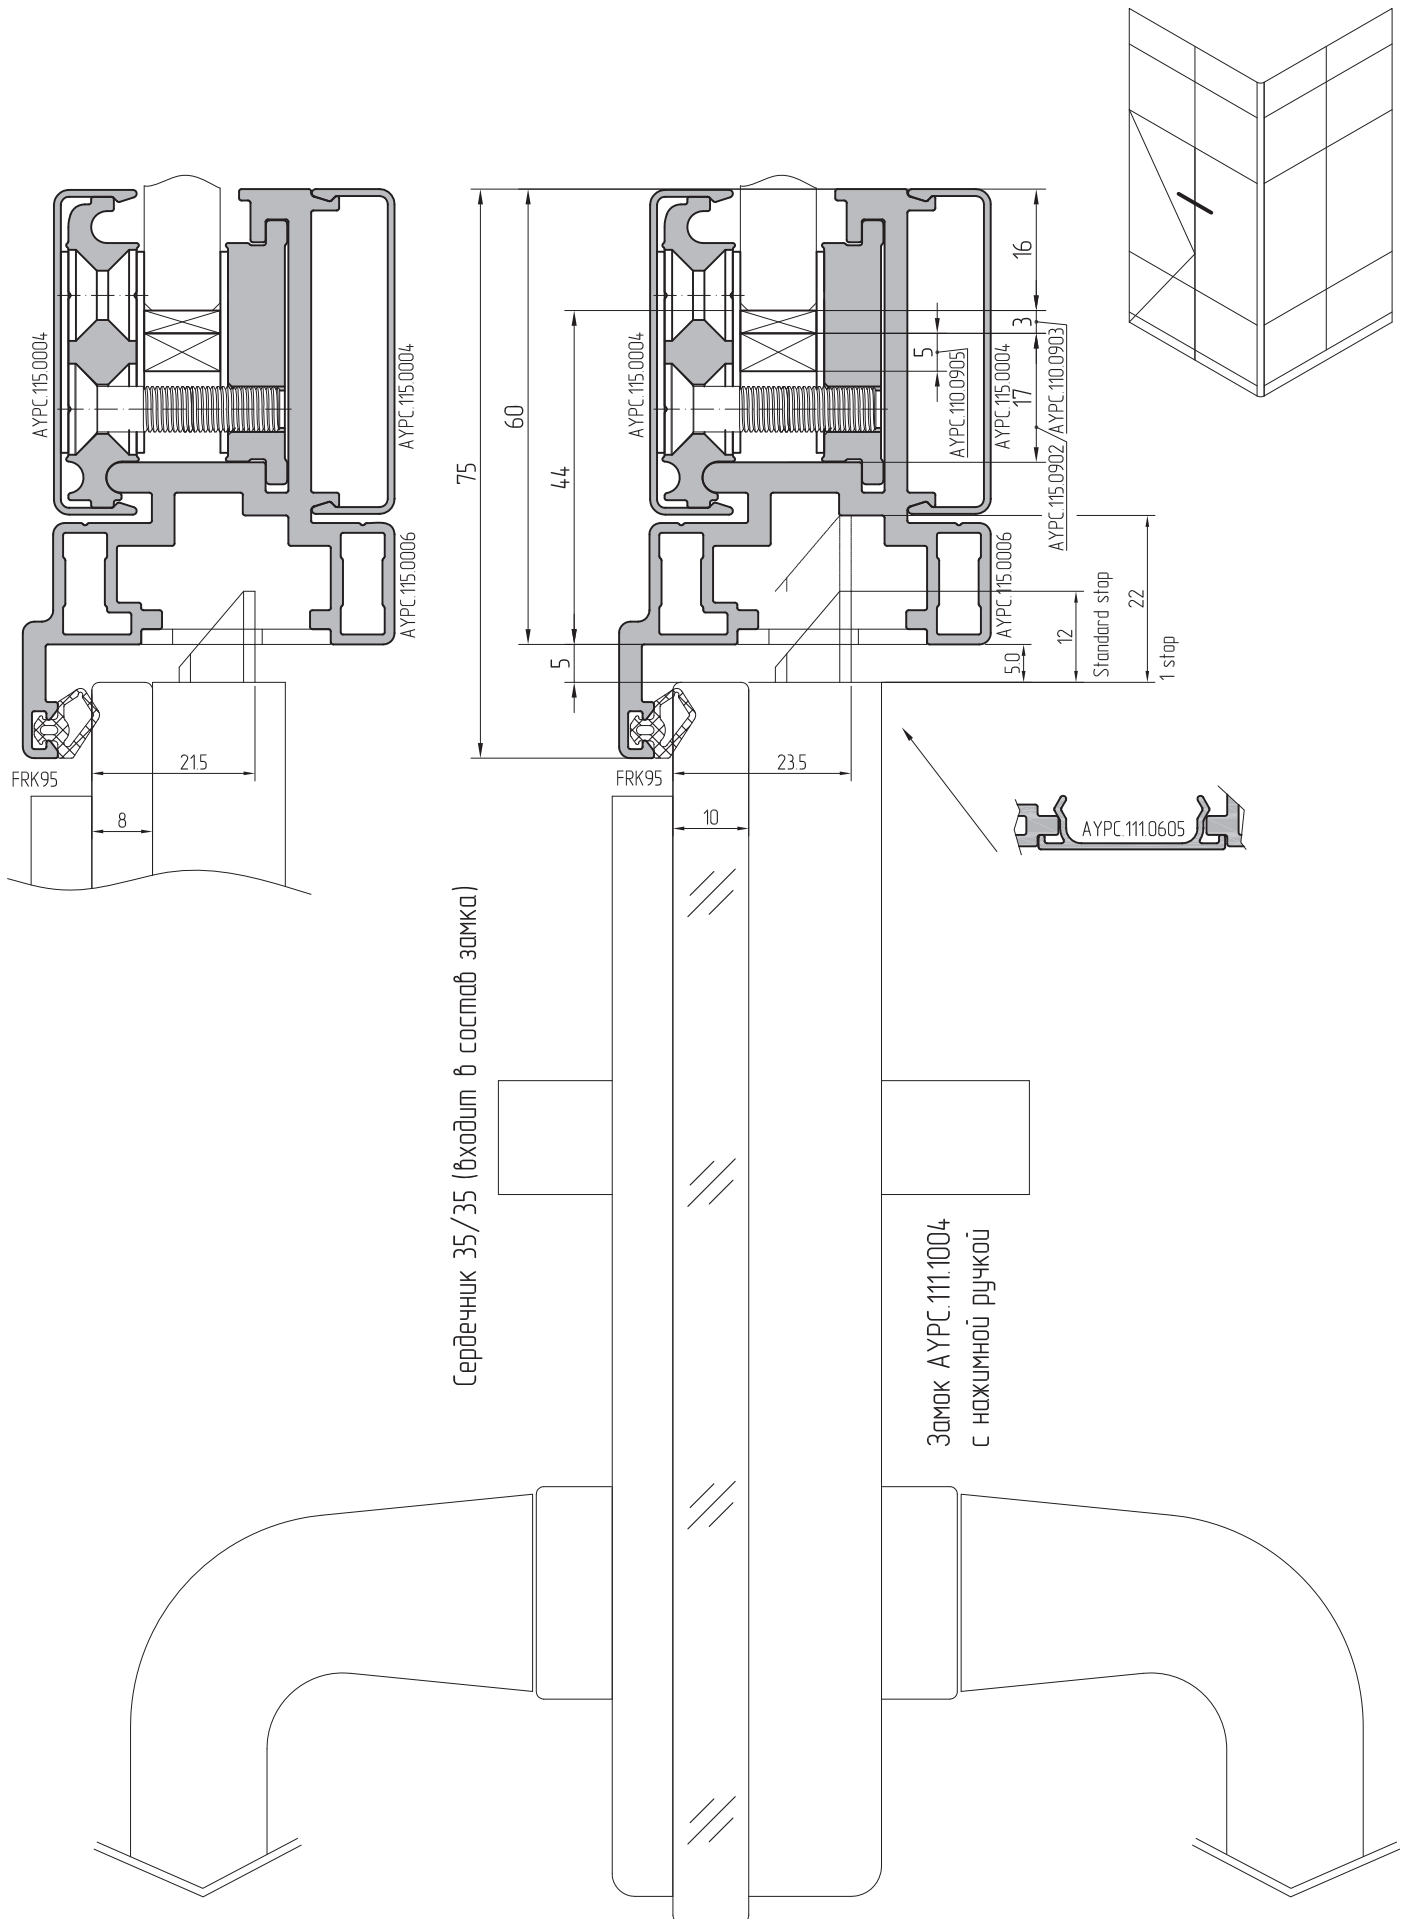 AYPC.115.0004
AYPC.115.0004
AYPC.115.0006
FRK95
21.5
8
75
60
44
5
AYPC.115.0004
16
3
5
17
AYPC.110.0905
AYPC.115.0004
AYPC.115.0902/AYPC.110.0903
AYPC.115.0006
5.0
12
Standard stop
22
1 stop
FRK95
23.5
10
AYPC.111.0605
Сердечник 35/35 (входит в состав замка)
Замок AYPC.111.1004
с нажимной ручкой